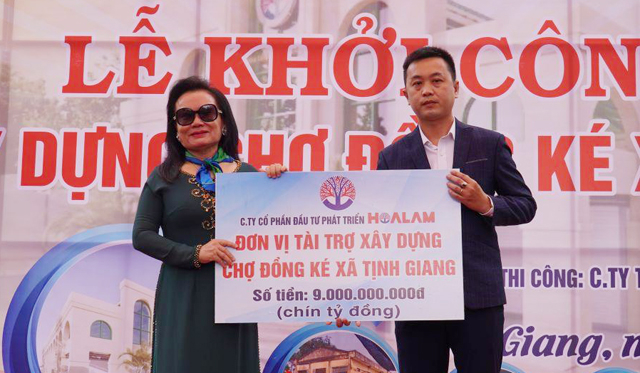 LỄ KHỞI CÔN
DỰNG CHỢ ĐỒNG KÉ X
C.TY CỔ PHẦN ĐẦU TƯ PHÁT TRIỂN HOALAM
ĐƠN VỊ TÀI TRỢ XÂY DỰNG
CHỢ ĐỒNG KÉ XÃ TỊNH GIANG
Số tiền: 9.000.000.000đ
(chín tỷ đồng)
THI CÔNG: C.TY T
Giang, n